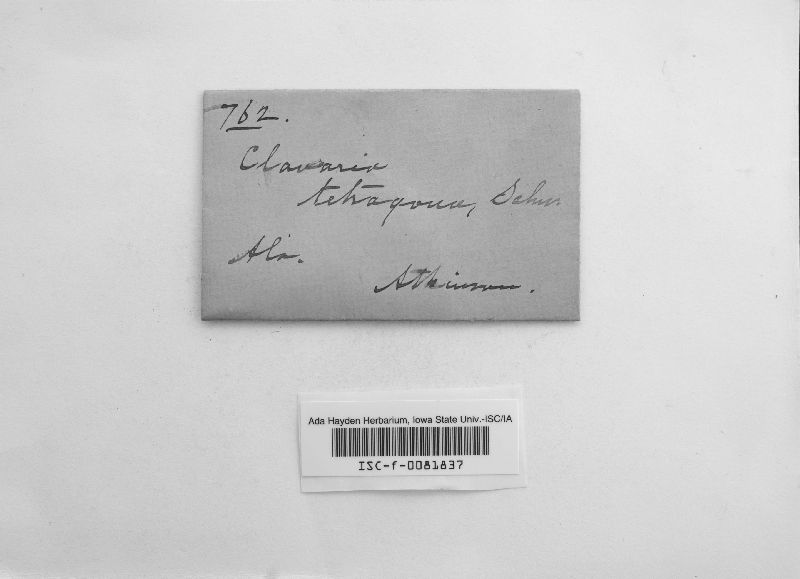 762.
Clavaria
tetragona, Schw
Ala.
Atkinson.
Ada Hayden Herbarium, Iowa State Univ.-ISC/IA
ISC-f-0081837